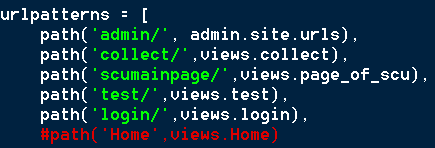 urlpatterns = [
path('admin/', admin.site.urls),
path('collect/',views.collect),
path('scumainpage/',views.page_of_scu),
path('test/',views.test),
path('login/',views.login),
#path('Home',views.Home)